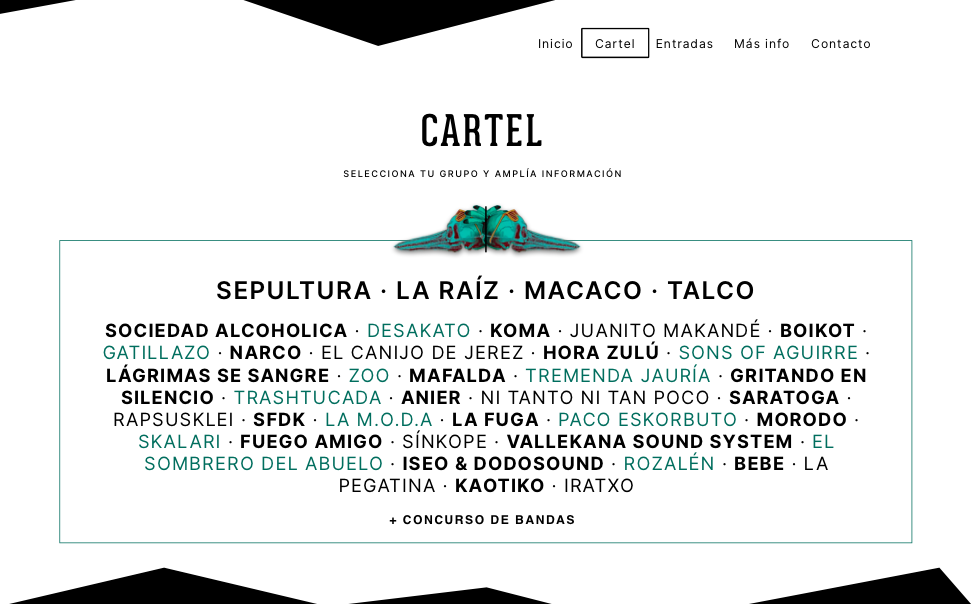 Inicio Cartel Entradas Más info Contacto
CARTEL
SELECCIONA TU GRUPO Y AMPLÍA INFORMACIÓN
SEPULTURA · LA RAÍZ · MACACO · TALCO
SOCIEDAD ALCOHOLICA · DESAKATO · KOMA · JUANITO MAKANDÉ · BOIKOT ·
GATILLAZO · NARCO · EL CANIJO DE JEREZ · HORA ZULÚ · SONS OF AGUIRRE ·
LÁGRIMAS SE SANGRE · ZOO · MAFALDA · TREMENDA JAURÍA · GRITANDO EN
SILENCIO · TRASHTUCADA · ANIER · NI TANTO NI TAN POCO · SARATOGA ·
RAPSUSKLEI · SFDK · LA M.O.D.A · LA FUGA · PACO ESKORBUTO · MORODO ·
SKALARI · FUEGO AMIGO · SÍNKOPE · VALLEKANA SOUND SYSTEM · EL
SOMBRERO DEL ABUELO · ISEO & DODOSOUND · ROZALÉN · BEBE · LA
PEGATINA · KAOTIKO · IRATXO
+ CONCURSO DE BANDAS